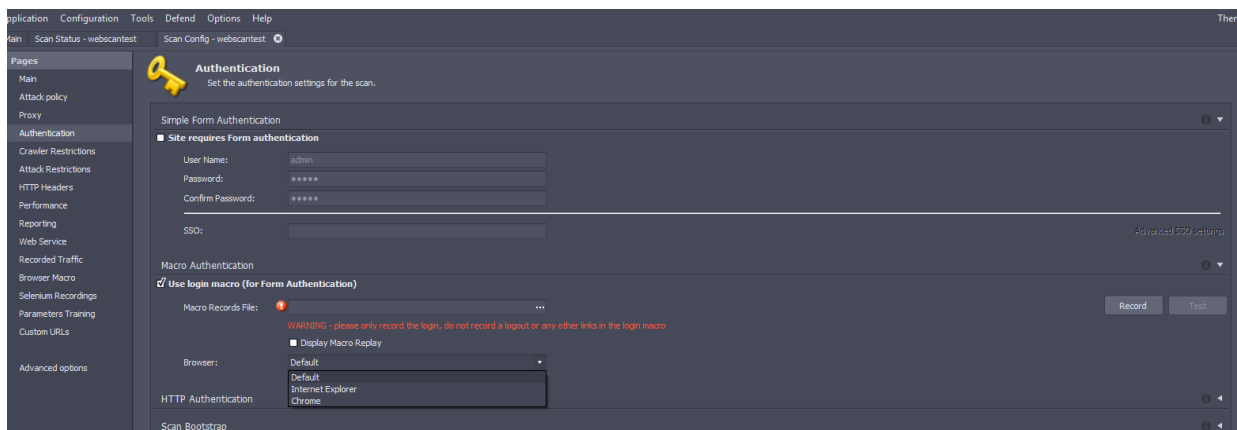 pplication Configuration Tools Defend Options Help Ther
Main Scan Status - webscantest Scan Config - webscantest
Pages
Main
Attack policy
Proxy
Authentication
Crawler Restrictions
Attack Restrictions
HTTP Headers
Performance
Reporting
Web Service
Recorded Traffic
Browser Macro
Selenium Recordings
Parameters Training
Custom URLs
Advanced options
Authentication
Set the authentication settings for the scan.
Simple Form Authentication
Site requires Form authentication
User Name: admin
Password: •••••
Confirm Password: •••••
SSO: Advanced SSO settings
Macro Authentication
Use login macro (for Form Authentication)
Macro Records File: ... Record Test
WARNING - please only record the login, do not record a logout or any other links in the login macro
Display Macro Replay
Browser: Default
Default
Internet Explorer
Chrome
HTTP Authentication
Scan Bootstrap